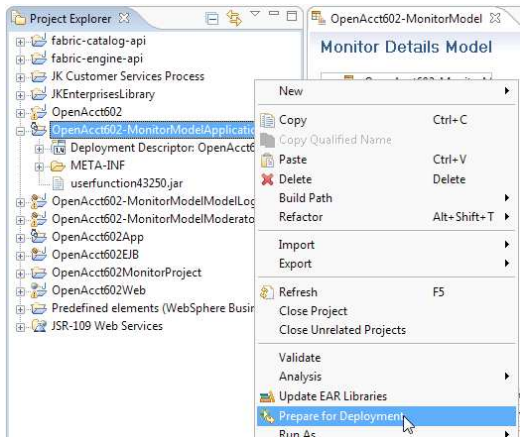 Project Explorer
OpenAcct602-MonitorModel
Monitor Details Model
fabric-catalog-api
fabric-engine-api
JK Customer Services Process
JKEnterprisesLibrary
OpenAcct602
OpenAcct602-MonitorModelApplicatio
Deployment Descriptor: OpenAcct6
META-INF
userfunction43250.jar
OpenAcct602-MonitorModelModelLog
OpenAcct602-MonitorModelModerato
OpenAcct602App
OpenAcct602EJB
OpenAcct602MonitorProject
OpenAcct602Web
Predefined elements (WebSphere Busin
JSR-109 Web Services
New
Copy Ctrl+C
Copy Qualified Name
Paste Ctrl+V
Delete Delete
Build Path
Refactor Alt+Shift+T
Import
Export
Refresh F5
Close Project
Close Unrelated Projects
Validate
Analysis
Update EAR Libraries
Prepare for Deployment
Run As